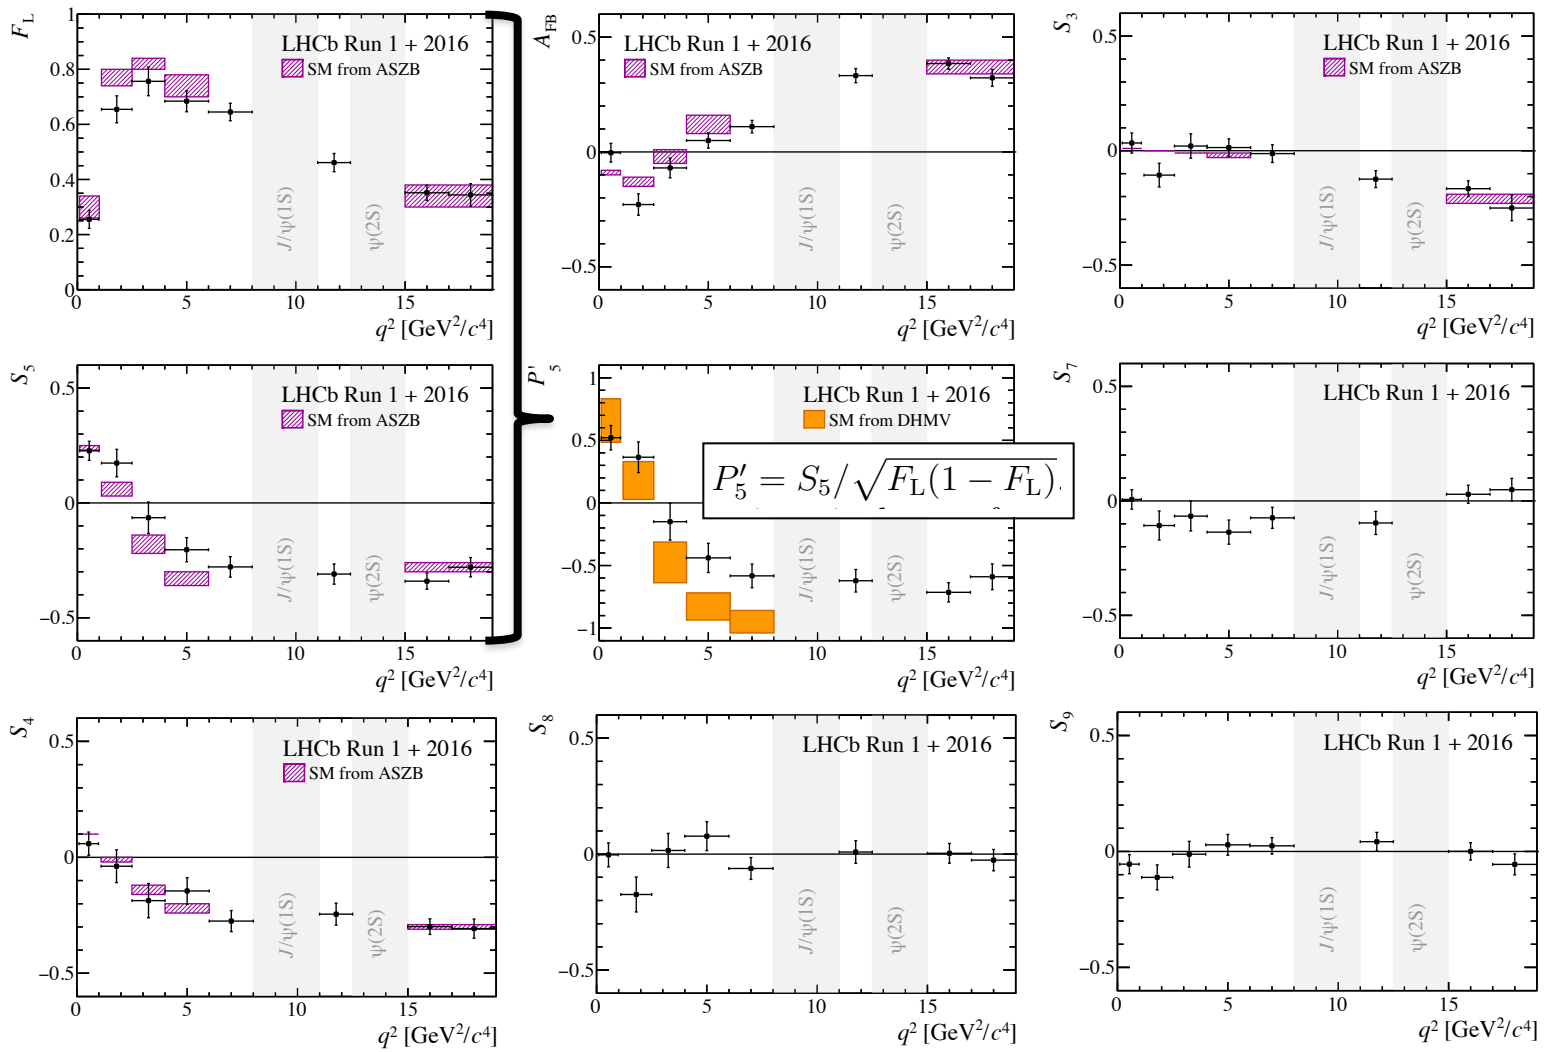 F_L
LHCb Run 1 + 2016
SM from ASZB
J/ψ(1S)
ψ(2S)
1
0.8
0.6
0.4
0.2
0
0 5 10 15
q² [GeV²/c⁴]
A_FB
LHCb Run 1 + 2016
SM from ASZB
J/ψ(1S)
ψ(2S)
0.5
0
−0.5
0 5 10 15
q² [GeV²/c⁴]
S_3
LHCb Run 1 + 2016
SM from ASZB
J/ψ(1S)
ψ(2S)
0.5
0
−0.5
0 5 10 15
q² [GeV²/c⁴]
S_5
LHCb Run 1 + 2016
SM from ASZB
J/ψ(1S)
ψ(2S)
0.5
0
−0.5
0 5 10 15
q² [GeV²/c⁴]
P′_5
LHCb Run 1 + 2016
SM from DHMV
P′_5 = S_5/√F_L(1 − F_L).
J/ψ(1S)
ψ(2S)
1
0.5
0
−0.5
−1
0 5 10 15
q² [GeV²/c⁴]
S_7
LHCb Run 1 + 2016
J/ψ(1S)
ψ(2S)
0.5
0
−0.5
0 5 10 15
q² [GeV²/c⁴]
S_4
LHCb Run 1 + 2016
SM from ASZB
J/ψ(1S)
ψ(2S)
0.5
0
−0.5
0 5 10 15
q² [GeV²/c⁴]
S_8
LHCb Run 1 + 2016
J/ψ(1S)
ψ(2S)
0.5
0
−0.5
0 5 10 15
q² [GeV²/c⁴]
S_9
LHCb Run 1 + 2016
J/ψ(1S)
ψ(2S)
0.5
0
−0.5
0 5 10 15
q² [GeV²/c⁴]